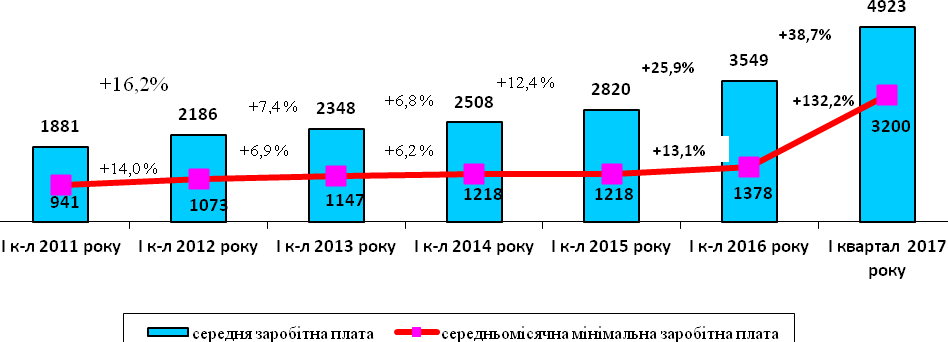 4923
+38,7%
3549
+25,9%
2820
+12,4%
2508
+6,8%
2348
+7,4%
2186
+16,2%
1881
+132,2%
3200
+13,1%
1378
1218
1218
+6,2%
1147
+6,9%
1073
+14,0%
941
І к-л 2011 року
І к-л 2012 року
І к-л 2013 року
І к-л 2014 року
І к-л 2015 року
І к-л 2016 року
І квартал 2017
року
середня заробітна плата
середньомісячна мінімальна заробітна плата